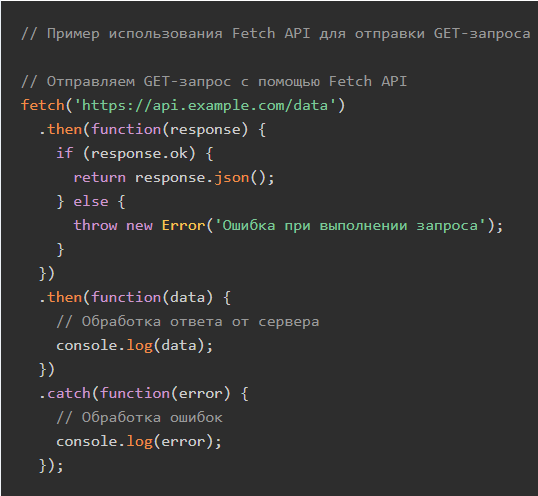 // Пример использования Fetch API для отправки GET-запроса
// Отправляем GET-запрос с помощью Fetch API
fetch('https://api.example.com/data')
  .then(function(response) {
    if (response.ok) {
      return response.json();
    } else {
      throw new Error('Ошибка при выполнении запроса');
    }
  })
  .then(function(data) {
    // Обработка ответа от сервера
    console.log(data);
  })
  .catch(function(error) {
    // Обработка ошибок
    console.log(error);
  });